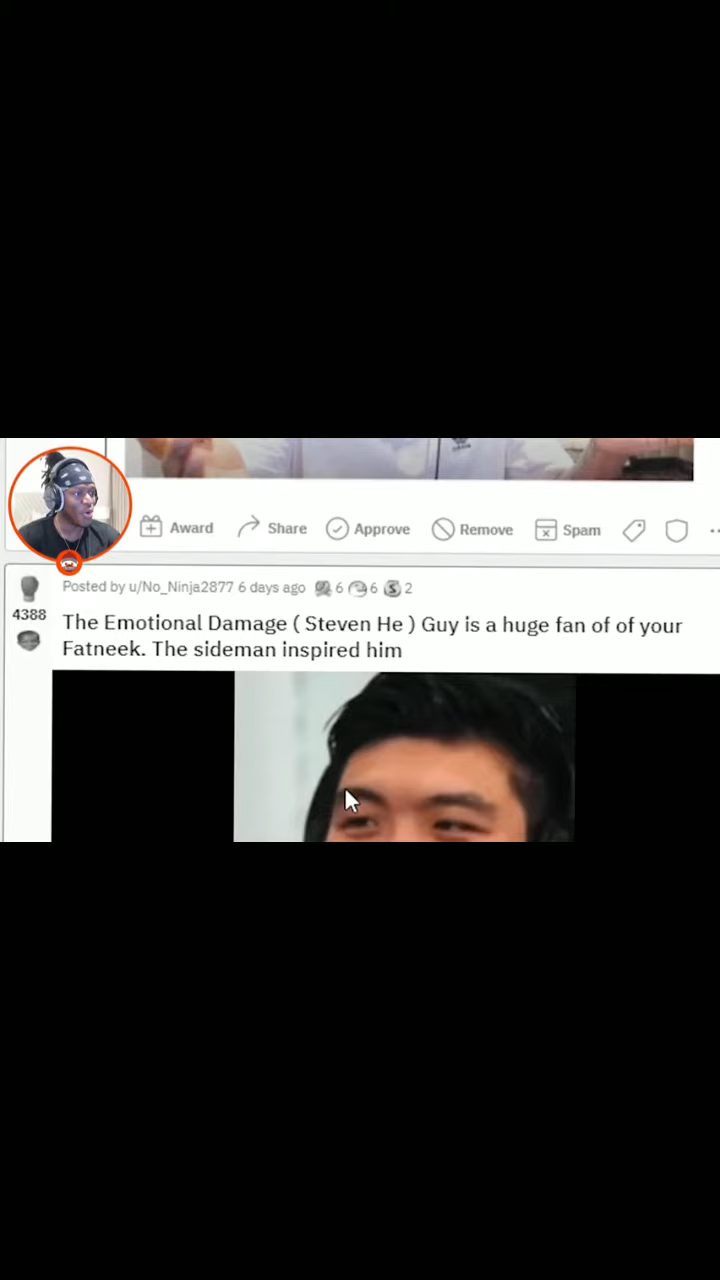 Award Share Approve Remove Spam
Posted by u/No_Ninja2877 6 days ago 6 6 2
4388
The Emotional Damage ( Steven He ) Guy is a huge fan of of your
Fatneek. The sideman inspired him